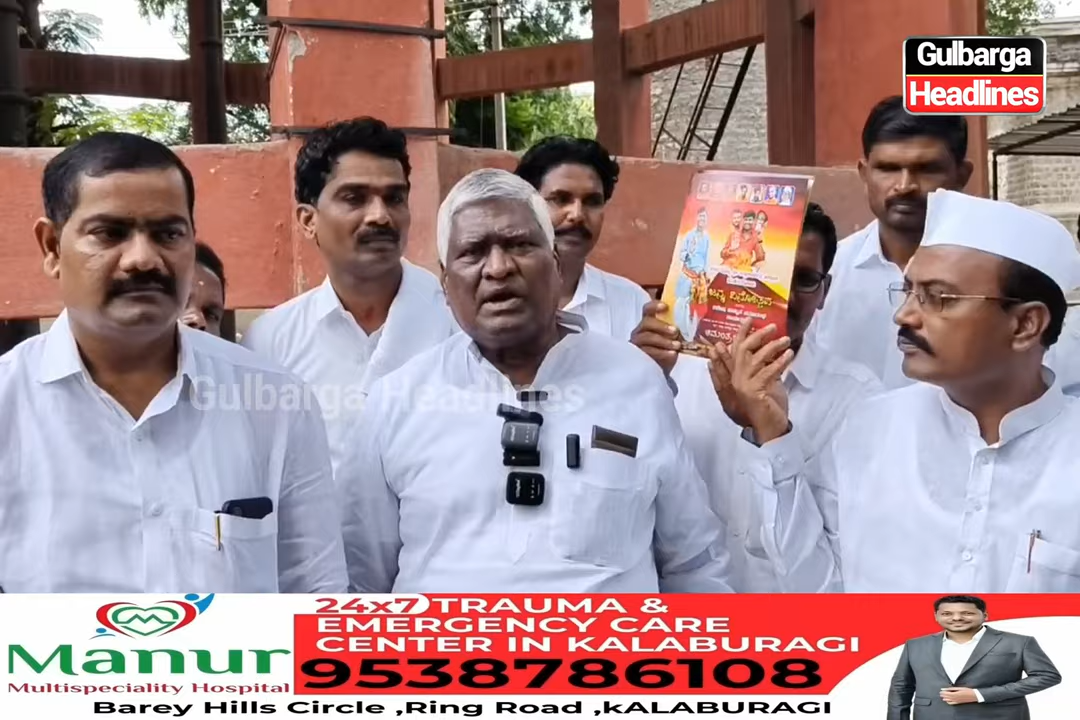 Gulbarga
Headlines
Gulbarga Headlines
Manur
Multispeciality Hospital
24x7 TRAUMA &
EMERGENCY CARE
CENTER IN KALABURAGI
9538786108
Barey Hills Circle ,Ring Road ,kALABURAGI